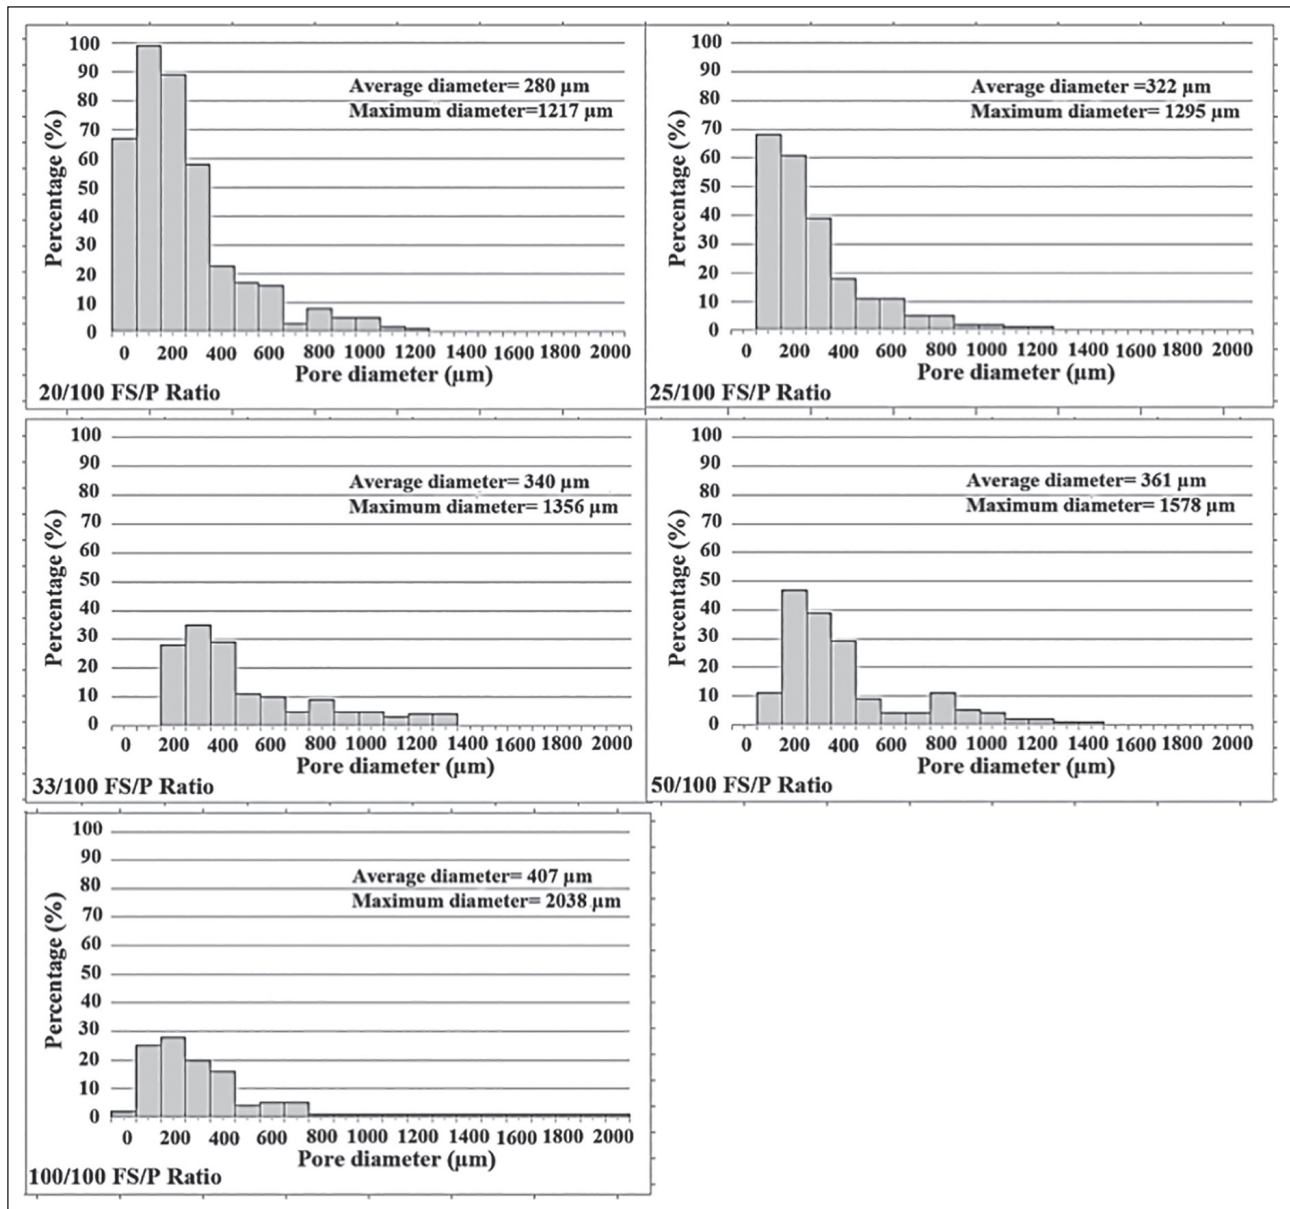 100
90
80
70
60
50
40
30
20
10
0
Percentage (%)
Average diameter= 280 µm
Maximum diameter=1217 µm
0 200 400 600 800 1000 1200 1400 1600 1800 2000
Pore diameter (µm)
20/100 FS/P Ratio
100
90
80
70
60
50
40
30
20
10
0
Percentage (%)
Average diameter =322 µm
Maximum diameter= 1295 µm
0 200 400 600 800 1000 1200 1400 1600 1800 2000
Pore diameter (µm)
25/100 FS/P Ratio
100
90
80
70
60
50
40
30
20
10
0
Percentage (%)
Average diameter= 340 µm
Maximum diameter= 1356 µm
0 200 400 600 800 1000 1200 1400 1600 1800 2000
Pore diameter (µm)
33/100 FS/P Ratio
100
90
80
70
60
50
40
30
20
10
0
Percentage (%)
Average diameter= 361 µm
Maximum diameter= 1578 µm
0 200 400 600 800 1000 1200 1400 1600 1800 2000
Pore diameter (µm)
50/100 FS/P Ratio
100
90
80
70
60
50
40
30
20
10
0
Percentage (%)
Average diameter= 407 µm
Maximum diameter= 2038 µm
0 200 400 600 800 1000 1200 1400 1600 1800 2000
Pore diameter (µm)
100/100 FS/P Ratio